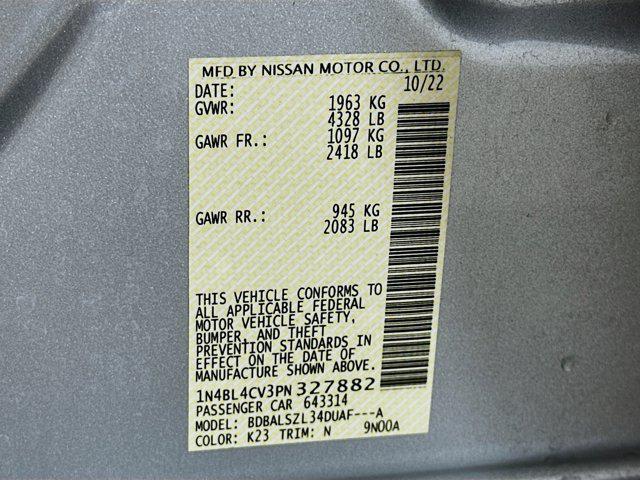 MFD BY NISSAN MOTOR CO., LTD.
DATE: 10/22
GVWR: 1963 KG
4328 LB
GAWR FR.: 1097 KG
2418 LB
GAWR RR.: 945 KG
2083 LB
THIS VEHICLE CONFORMS TO
ALL APPLICABLE FEDERAL
MOTOR VEHICLE SAFETY,
BUMPER, AND THEFT
PREVENTION STANDARDS IN
EFFECT ON THE DATE OF
MANUFACTURE SHOWN ABOVE.
1N4BL4CV3PN327882
PASSENGER CAR 643314
MODEL: BDBALSZL34DUAF---A
COLOR: K23 TRIM: N 9N00A